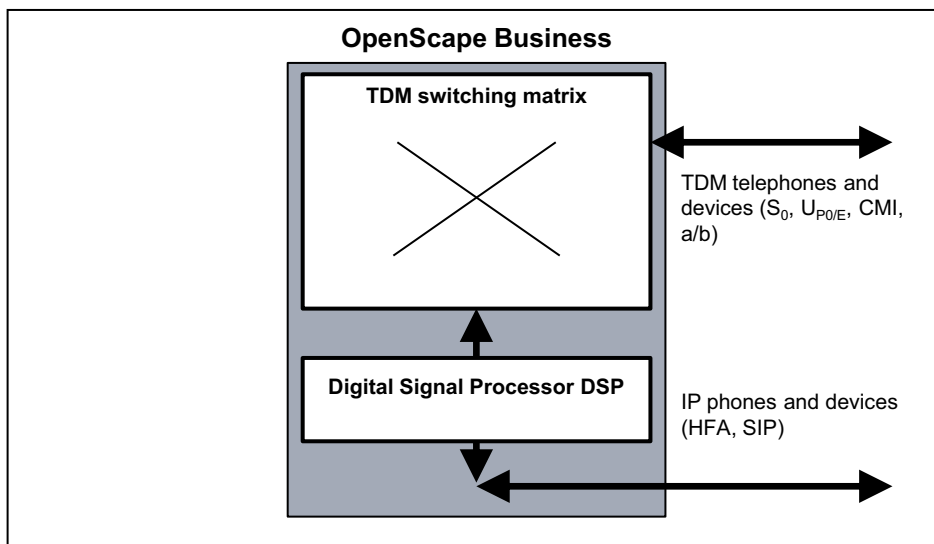 OpenScape Business
TDM switching matrix
TDM telephones and
devices (S₀, U_P0/E, CMI,
a/b)
Digital Signal Processor DSP
IP phones and devices
(HFA, SIP)